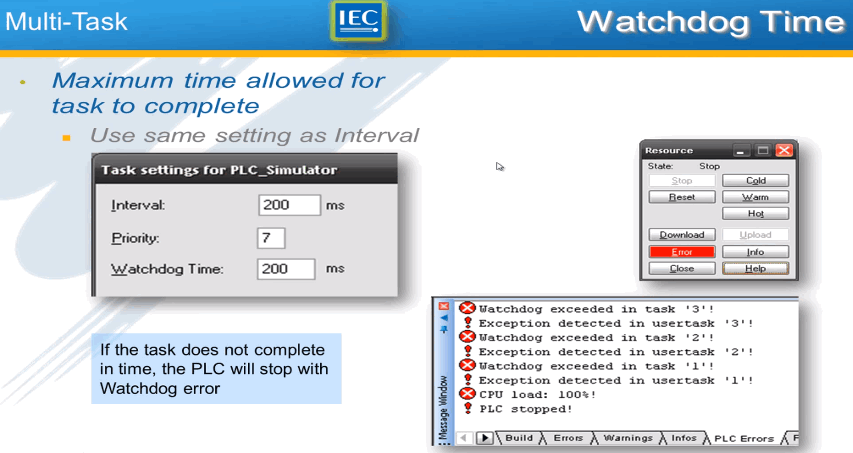 Multi-Task
IEC
Watchdog Time
• Maximum time allowed for
task to complete
Use same setting as Interval
Task settings for PLC_Simulator
Interval: 200 ms
Priority: 7
Watchdog Time: 200 ms
If the task does not complete
in time, the PLC will stop with
Watchdog error
Resource
State: Stop
Stop Cold
Reset Warm
Hot
Download Upload
Error Info
Close Help
Message Window
Watchdog exceeded in task '3'!
Exception detected in usertask '3'!
Watchdog exceeded in task '2'!
Exception detected in usertask '2'!
Watchdog exceeded in task '1'!
Exception detected in usertask '1'!
CPU load: 100%!
PLC stopped!
Build Errors Warnings Infos PLC Errors